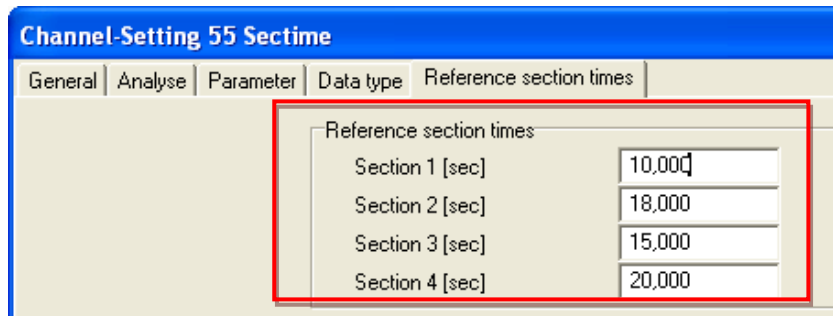 Channel-Setting 55 Sectime
General Analyse Parameter Data type Reference section times
Reference section times
Section 1 [sec] 10,000
Section 2 [sec] 18,000
Section 3 [sec] 15,000
Section 4 [sec] 20,000